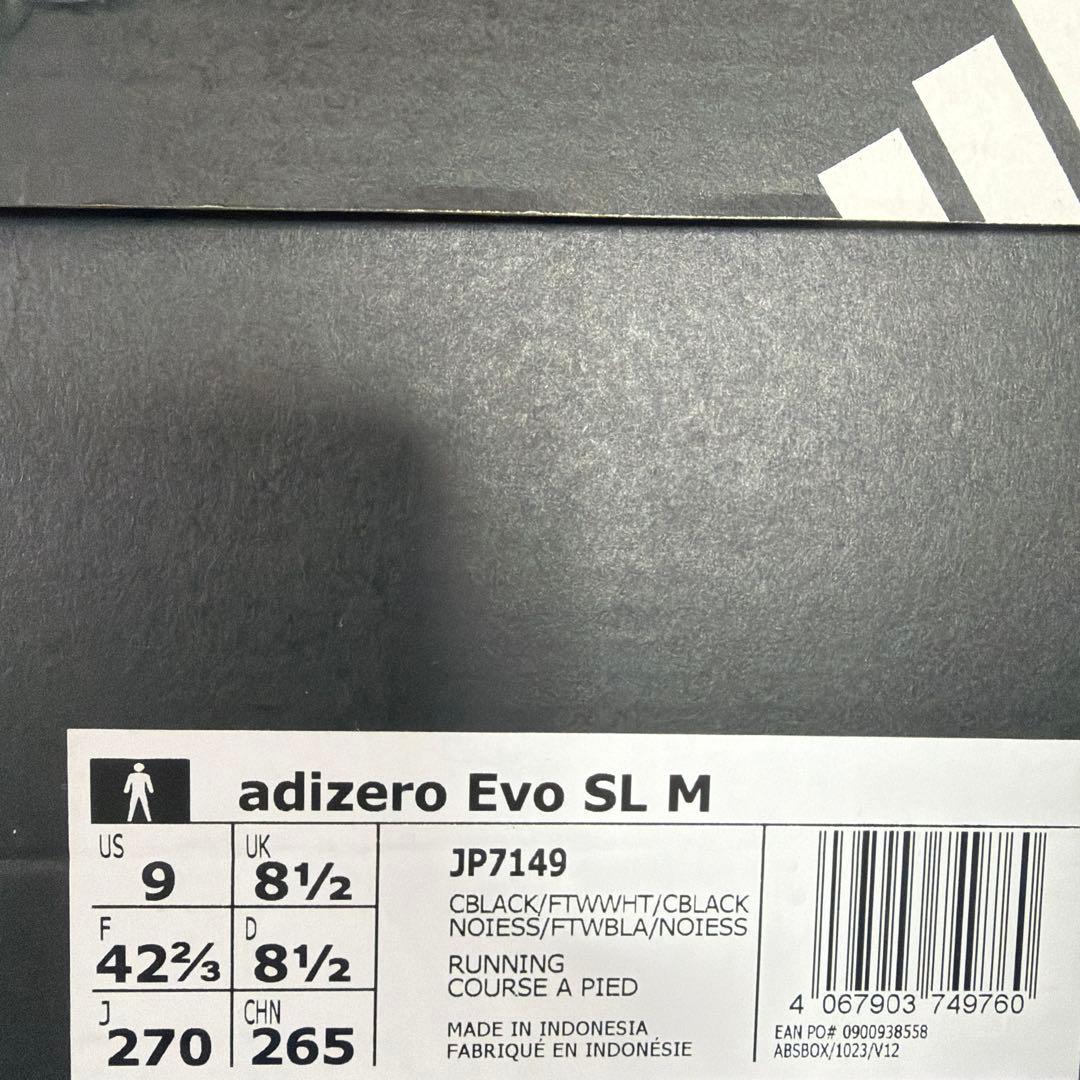 adizero Evo SL M
US
9
UK
8½
F
42⅔
D
8½
J
270
CHN
265
JP7149
CBLACK/FTWWHT/CBLACK
NOIESS/FTWBLA/NOIESS
RUNNING
COURSE A PIED
MADE IN INDONESIA
FABRIQUÉ EN INDONÉSIE
4 067903 749760
EAN PO# 0900938558
ABSBOX/1023/V12